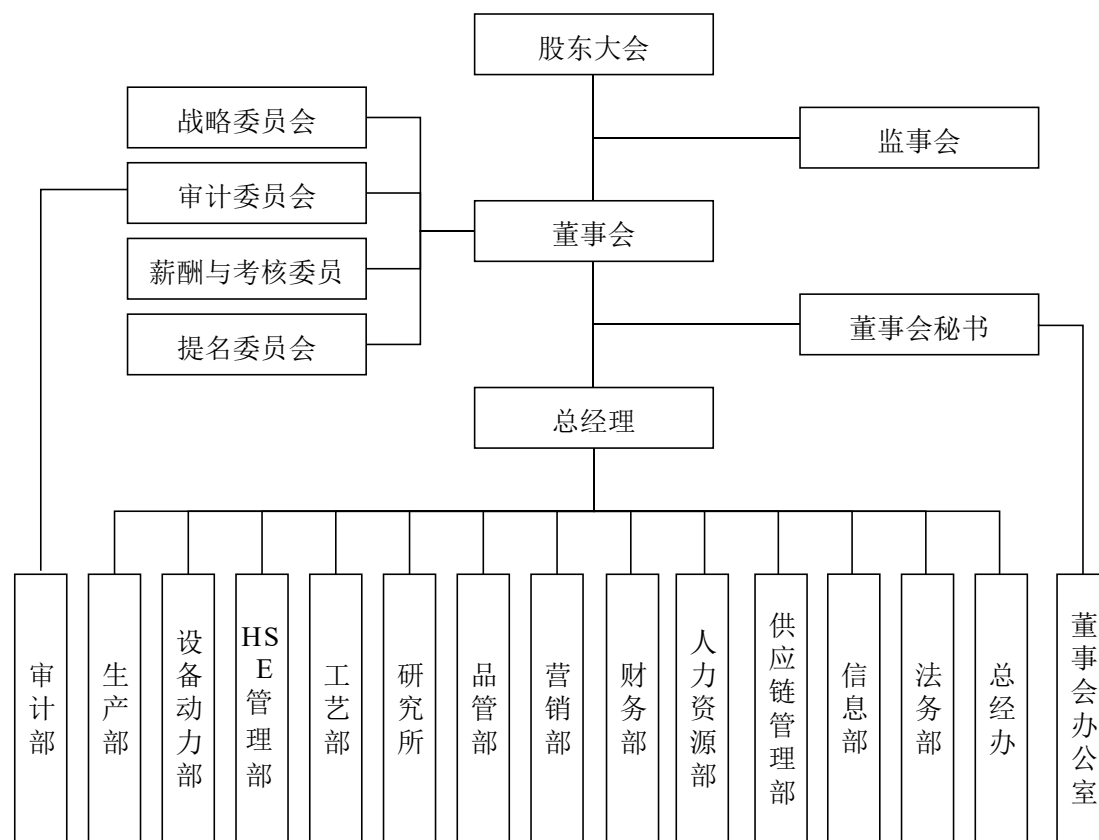 股东大会
战略委员会
监事会
审计委员会
董事会
薪酬与考核委员
董事会秘书
提名委员会
总经理
审计部
生产部
设备动力部
HSE管理部
工艺部
研究所
品管部
营销部
财务部
人力资源部
供应链管理部
信息部
法务部
总经办
董事会办公室